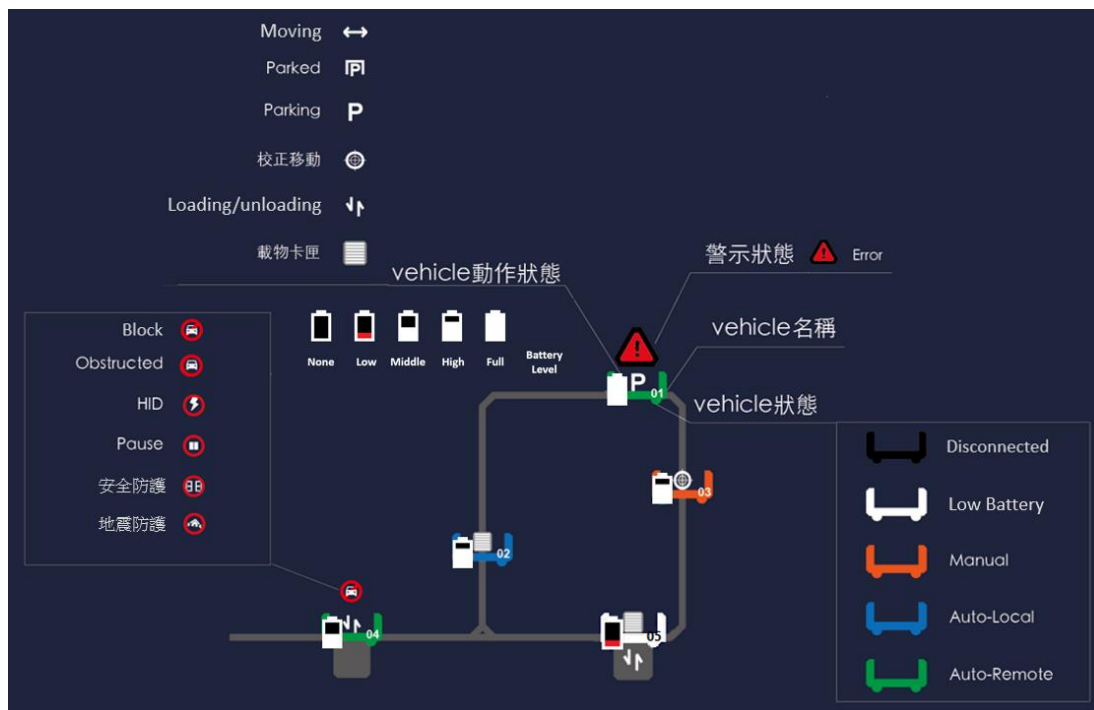 Moving
Parked
P
Parking
P
校正移動
Loading/unloading
載物卡匣
vehicle動作狀態
警示狀態
Error
vehicle名稱
vehicle狀態
Block
Obstructed
HID
Pause
安全防護
地震防護
None
Low
Middle
High
Full
Battery
Level
P
01
03
02
04
05
Disconnected
Low Battery
Manual
Auto-Local
Auto-Remote